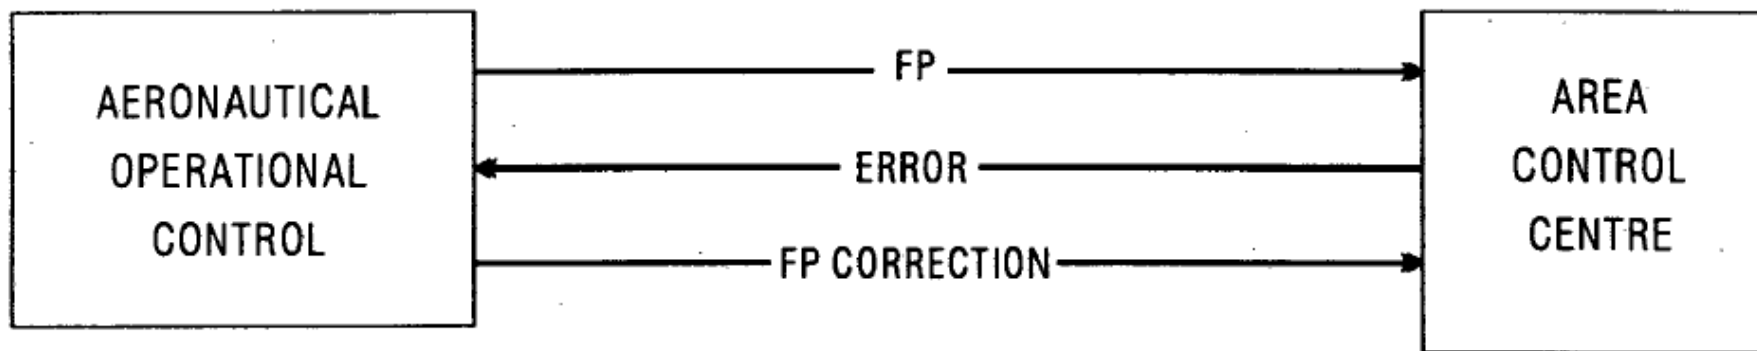 AERONAUTICAL
OPERATIONAL
CONTROL
FP
ERROR
FP CORRECTION
AREA
CONTROL
CENTRE